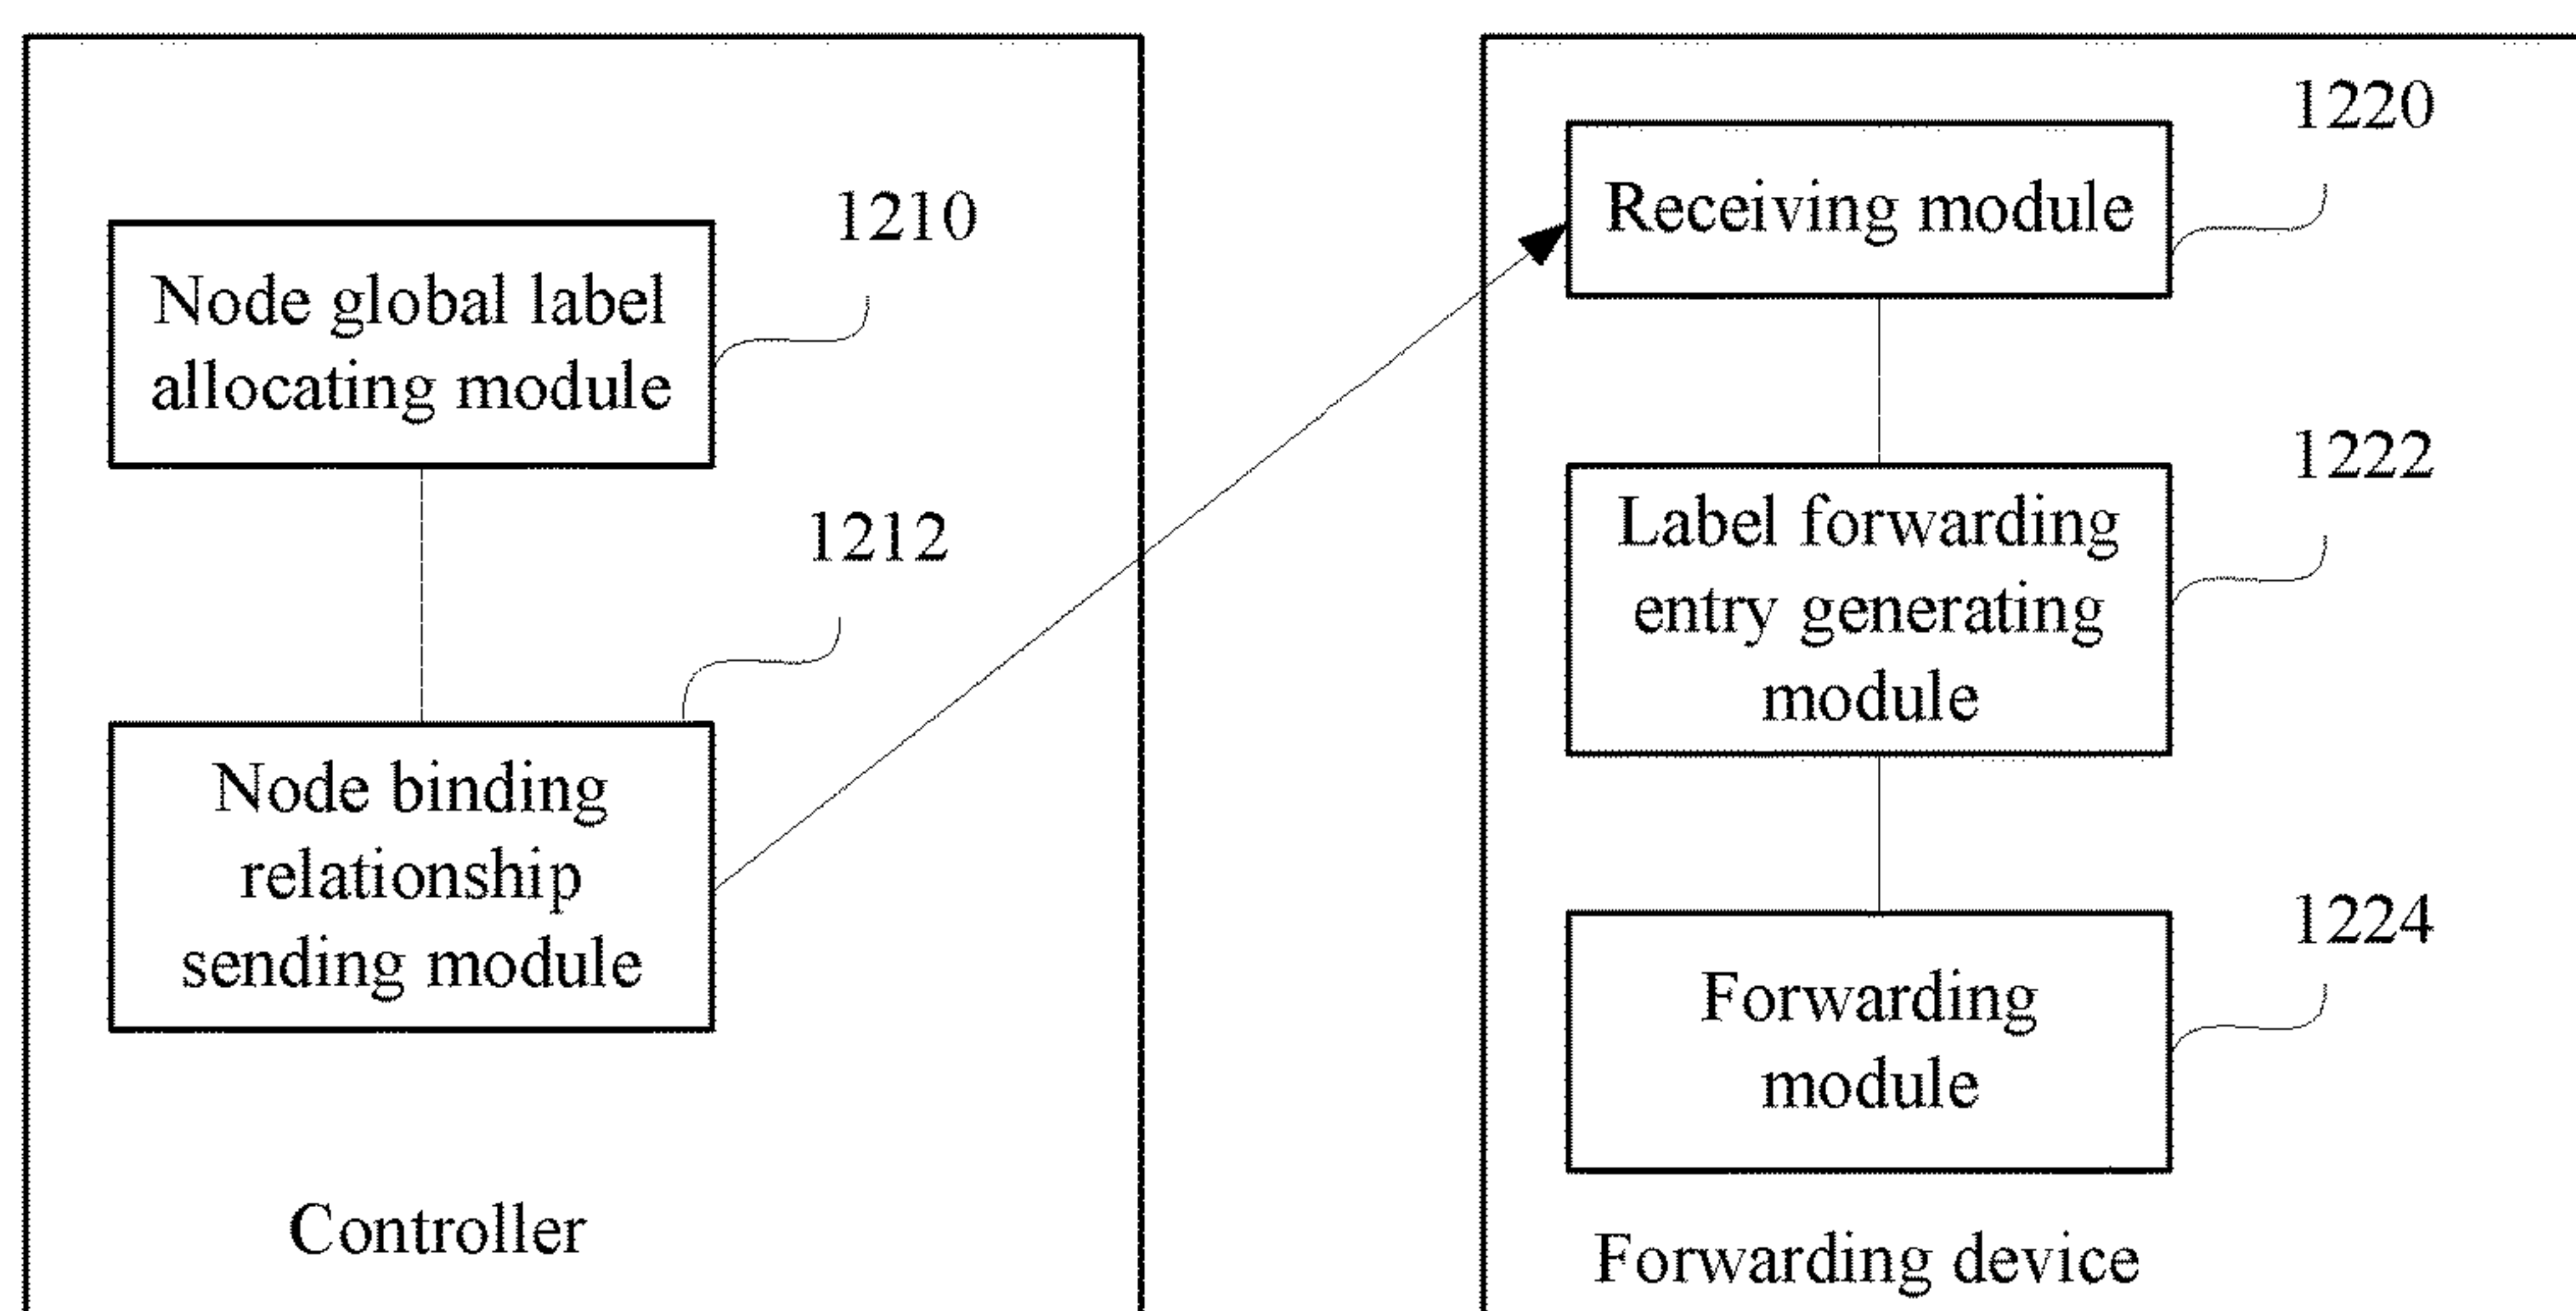 1210
Node global label
allocating module
1212
Node binding
relationship
sending module
Controller
1220
Receiving module
1222
Label forwarding
entry generating
module
1224
Forwarding
module
Forwarding device